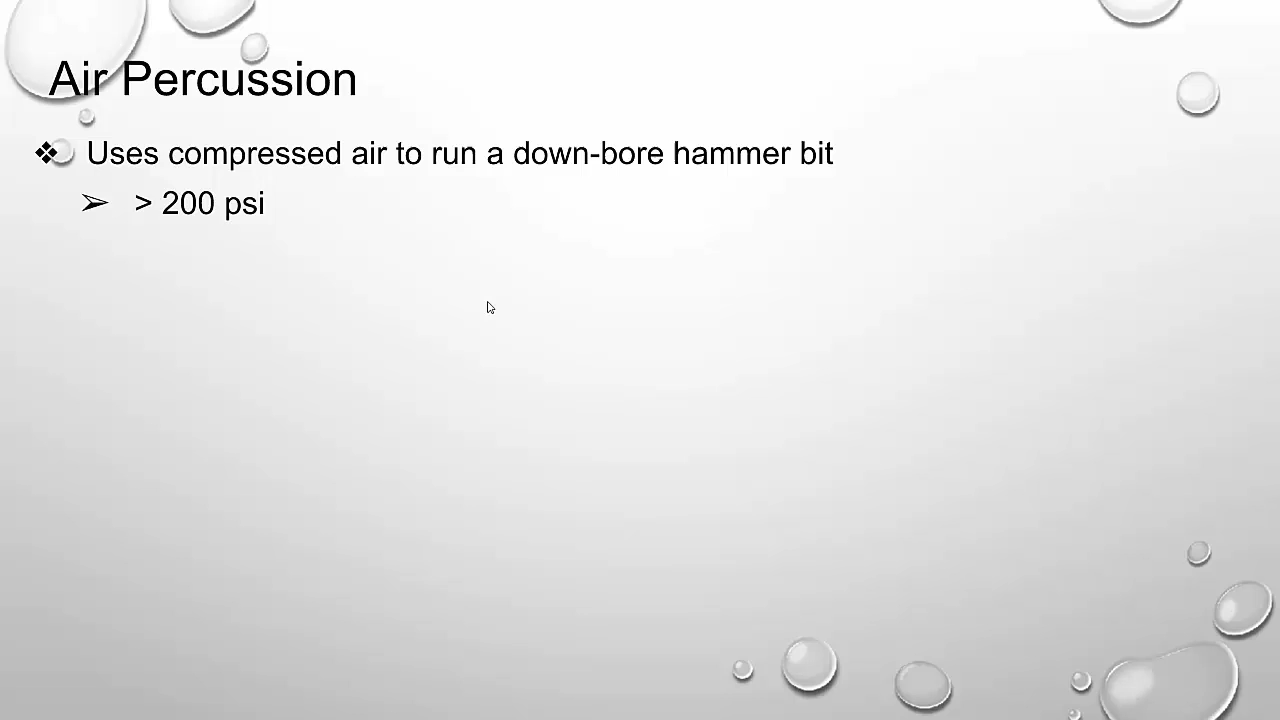 Air Percussion
❖ Uses compressed air to run a down-bore hammer bit
➢ > 200 psi